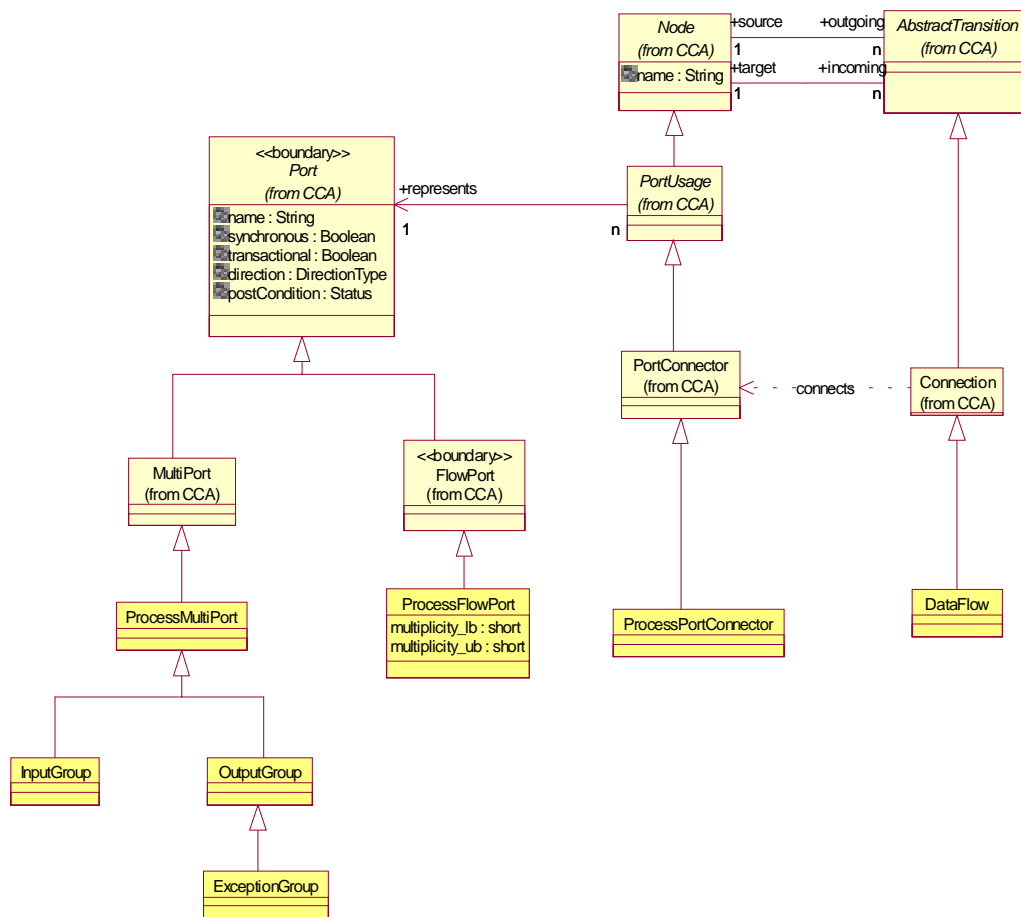 Node
(from CCA)
name : String
+source
+outgoing
1
n
+target
+incoming
1
n
AbstractTransition
(from CCA)
<<boundary>>
Port
(from CCA)
name : String
synchronous : Boolean
transactional : Boolean
direction : DirectionType
postCondition : Status
+represents
1
n
PortUsage
(from CCA)
PortConnector
(from CCA)
connects
Connection
(from CCA)
MultiPort
(from CCA)
<<boundary>>
FlowPort
(from CCA)
ProcessMultiPort
ProcessFlowPort
multiplicity_lb : short
multiplicity_ub : short
ProcessPortConnector
DataFlow
InputGroup
OutputGroup
ExceptionGroup